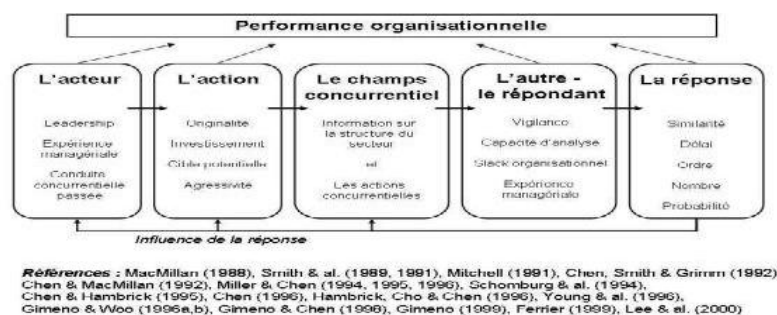 Performance organisationnelle
L'acteur
Leadership
Expérience
managériale
Conduite
concurrentielle
passée
L'action
Originalité
Investissement
Cible potentielle
Agressivité
Le champs
concurrentiel
Information sur
la structure du
secteur
et
Les actions
concurrentielles
L'autre -
le répondant
Vigilance
Capacité d'analyse
Slack organisationnel
Expérience
managériale
La réponse
Similarité
Délai
Ordre
Nombre
Probabilité
Influence de la réponse
Références : MacMillan (1988), Smith & al. (1989, 1991), Mitchell (1991), Chen, Smith & Grimm (1992)
Chen & MacMillan (1992), Miller & Chen (1994, 1995, 1996), Schomburg & al. (1994),
Chen & Hambrick (1995), Chen (1996), Hambrick, Cho & Chen (1996), Young & al. (1996),
Gimeno & Woo (1996a,b), Gimeno & Chen (1998), Gimeno (1999), Ferrier (1999), Lee & al. (2000)